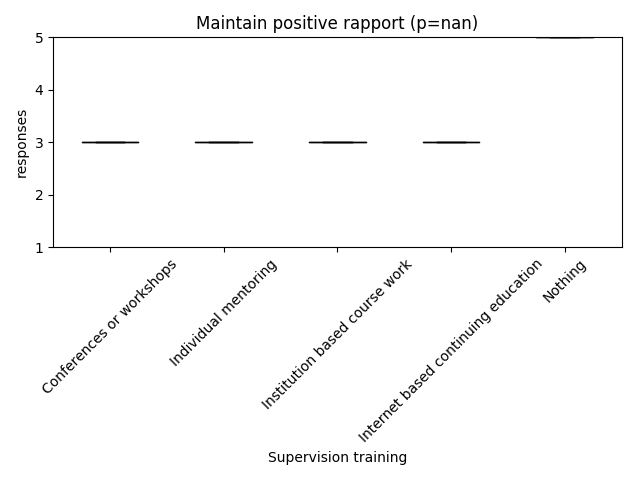 Maintain positive rapport (p=nan)
5
4
3
2
1
responses
Conferences or workshops
Individual mentoring
Institution based course work
Internet based continuing education
Nothing
Supervision training